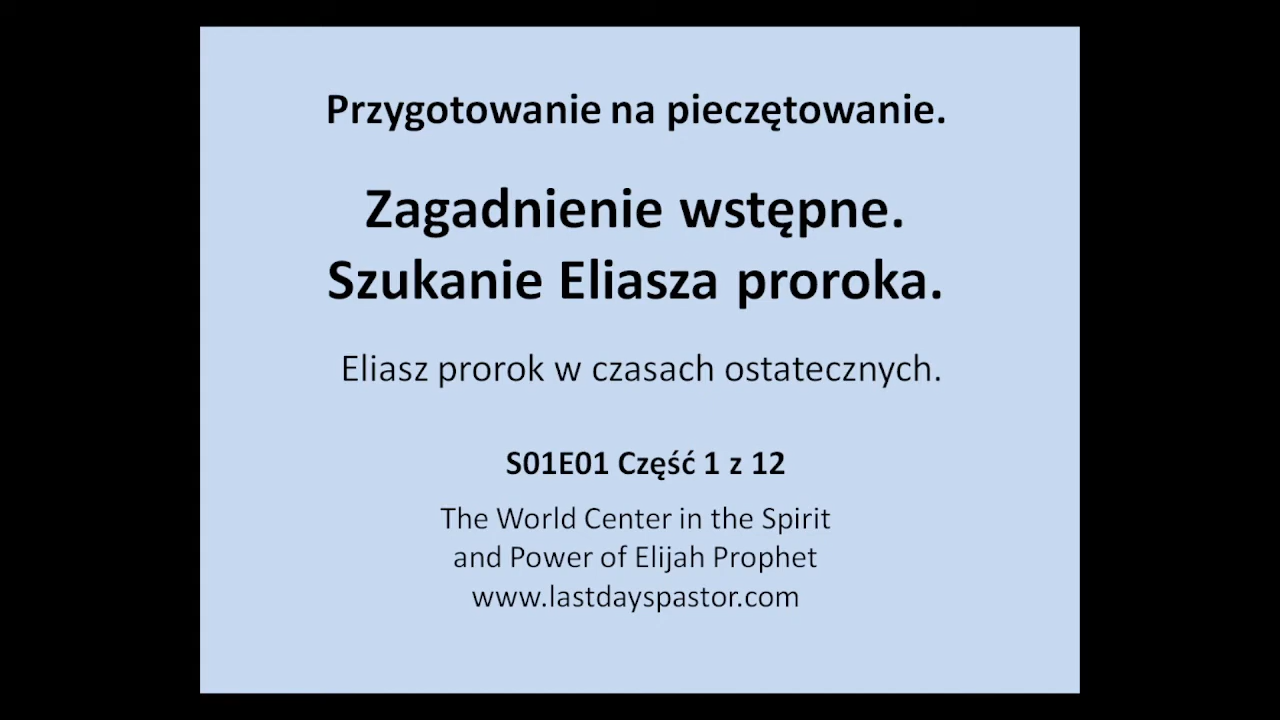 Przygotowanie na pieczętowanie.
Zagadnienie wstępne.
Szukanie Eliasza proroka.
Eliasz prorok w czasach ostatecznych.
S01E01 Część 1 z 12
The World Center in the Spirit
and Power of Elijah Prophet
www.lastdayspastor.com